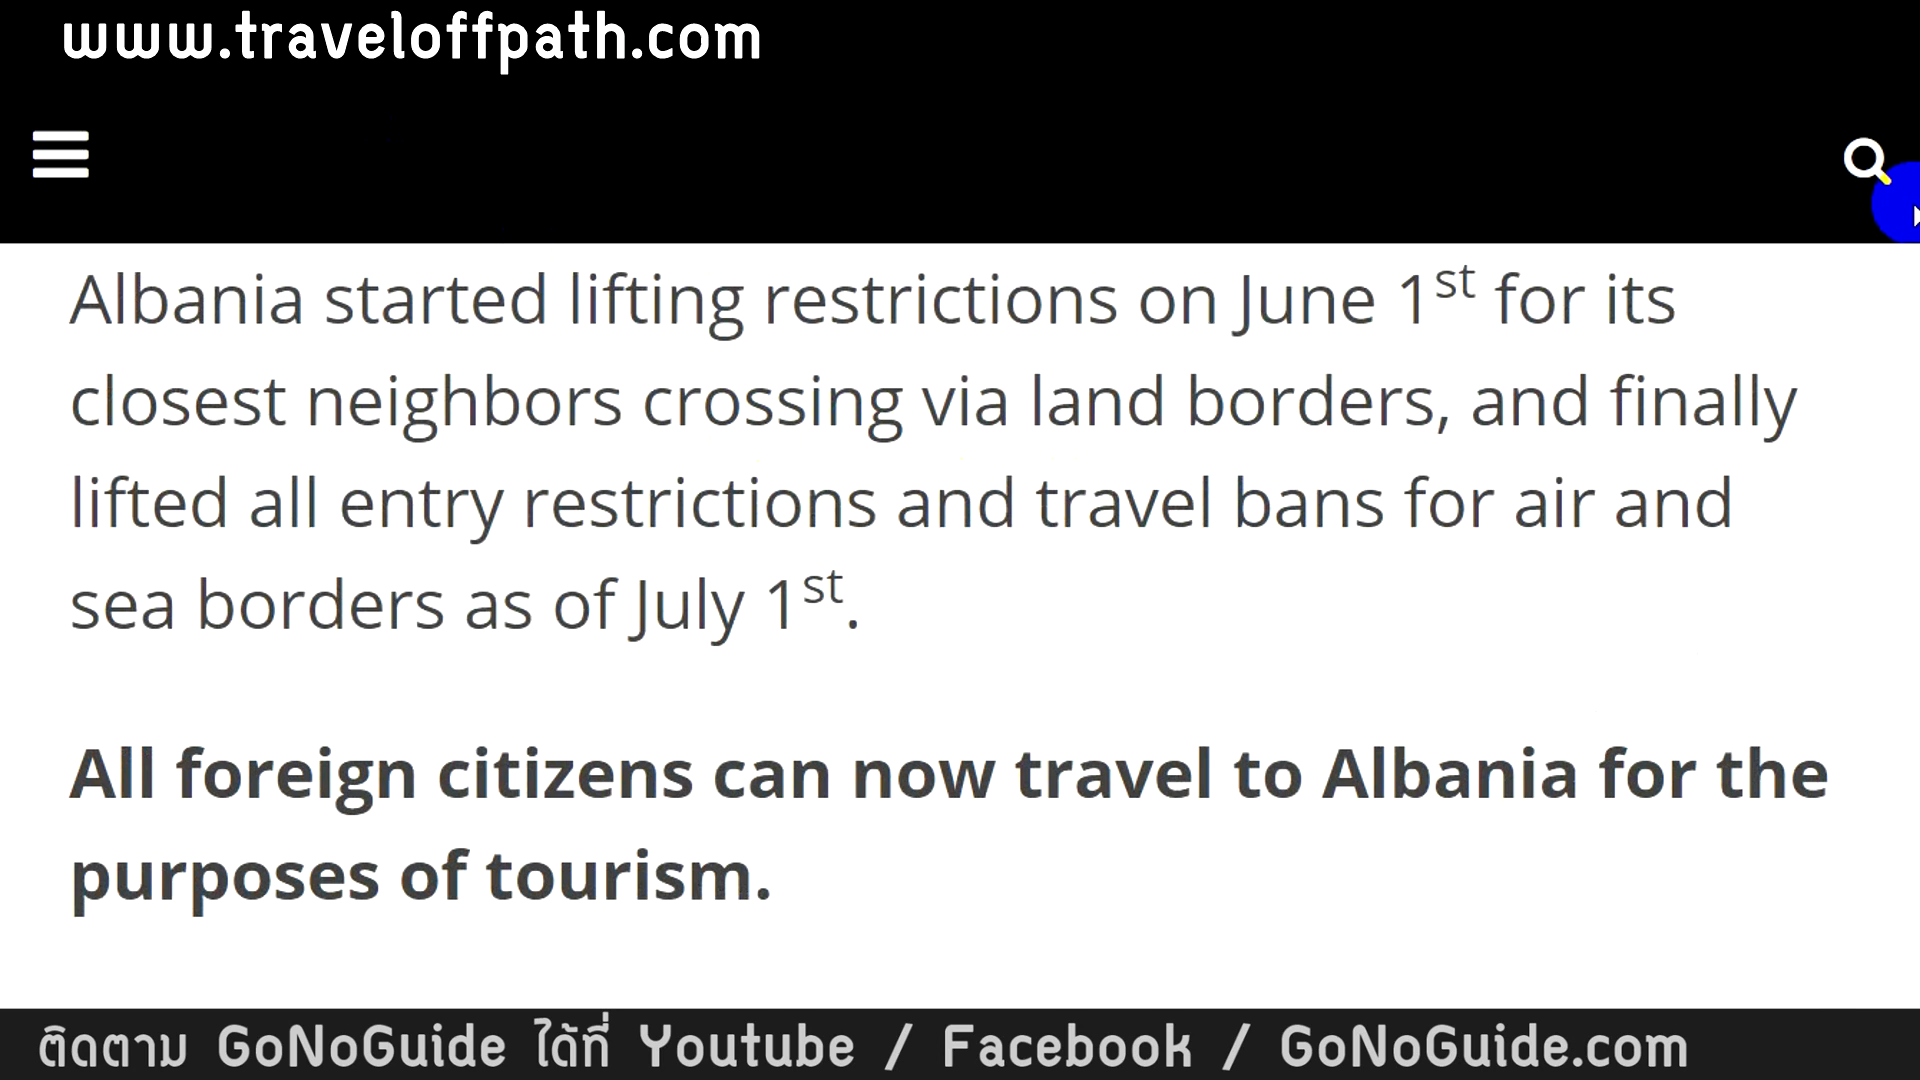 www.traveloffpath.com
Albania started lifting restrictions on June 1st for its
closest neighbors crossing via land borders, and finally
lifted all entry restrictions and travel bans for air and
sea borders as of July 1st.
All foreign citizens can now travel to Albania for the
purposes of tourism.
ติดตาม GoNoGuide ได้ที่ Youtube / Facebook / GoNoGuide.com